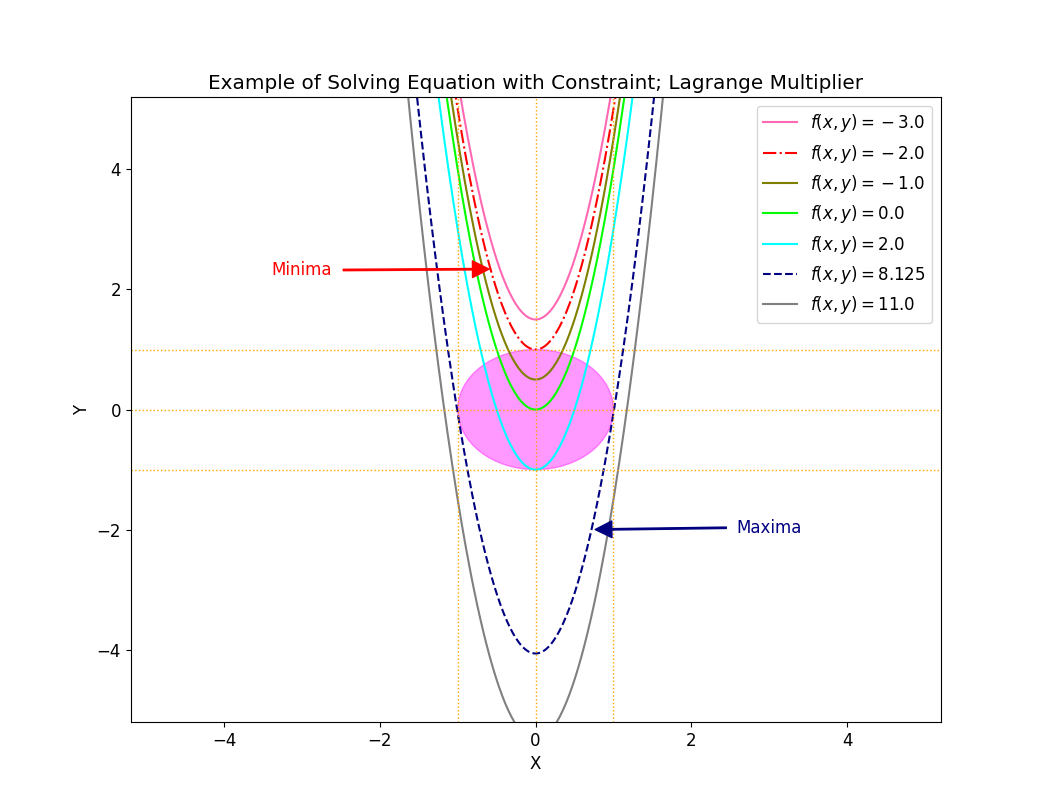 Example of Solving Equation with Constraint; Lagrange Multiplier
f(x, y) = −3.0
f(x, y) = −2.0
f(x, y) = −1.0
f(x, y) = 0.0
f(x, y) = 2.0
f(x, y) = 8.125
f(x, y) = 11.0
Minima
Maxima
Y
4
2
0
−2
−4
−4 −2 0 2 4
X